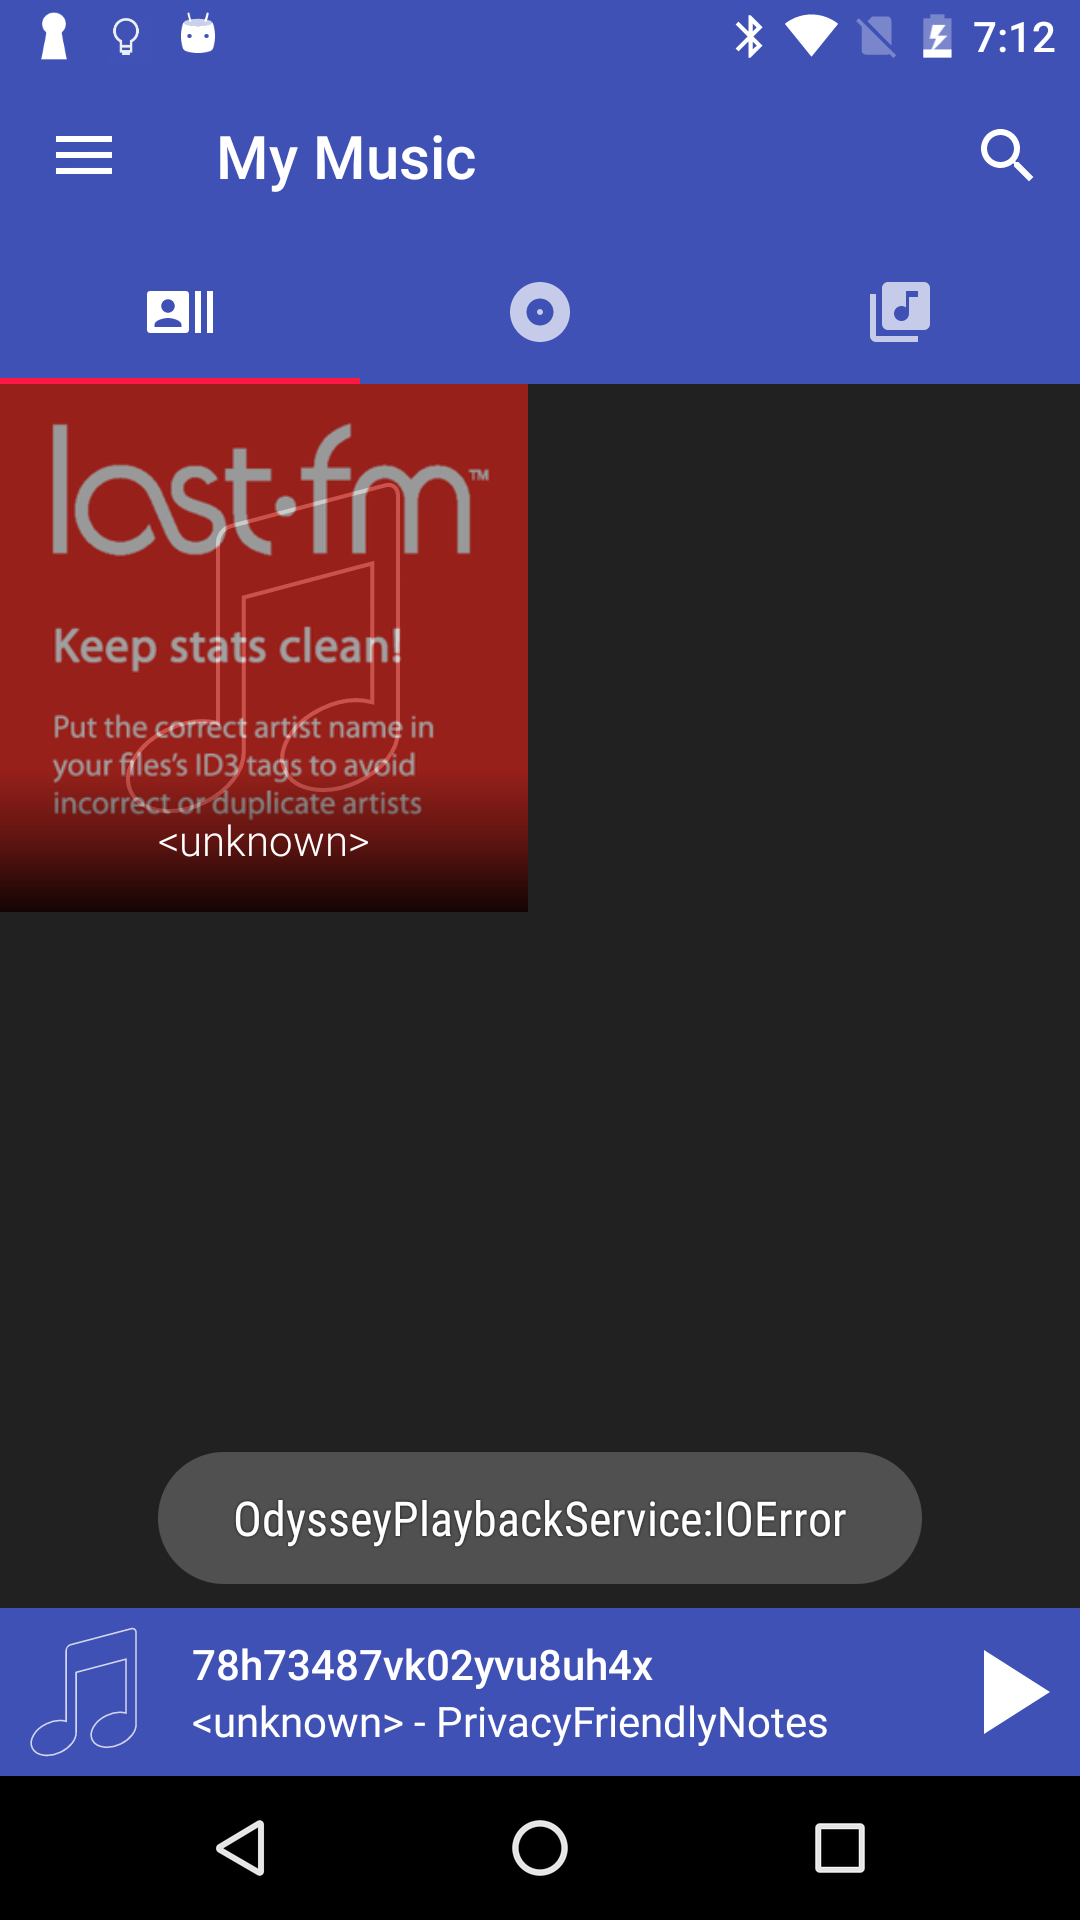 7:12
My Music
last.fm™
Keep stats clean!
Put the correct artist name in
your files's ID3 tags to avoid
incorrect or duplicate artists
<unknown>
OdysseyPlaybackService:IOError
78h73487vk02yvu8uh4x
<unknown> - PrivacyFriendlyNotes